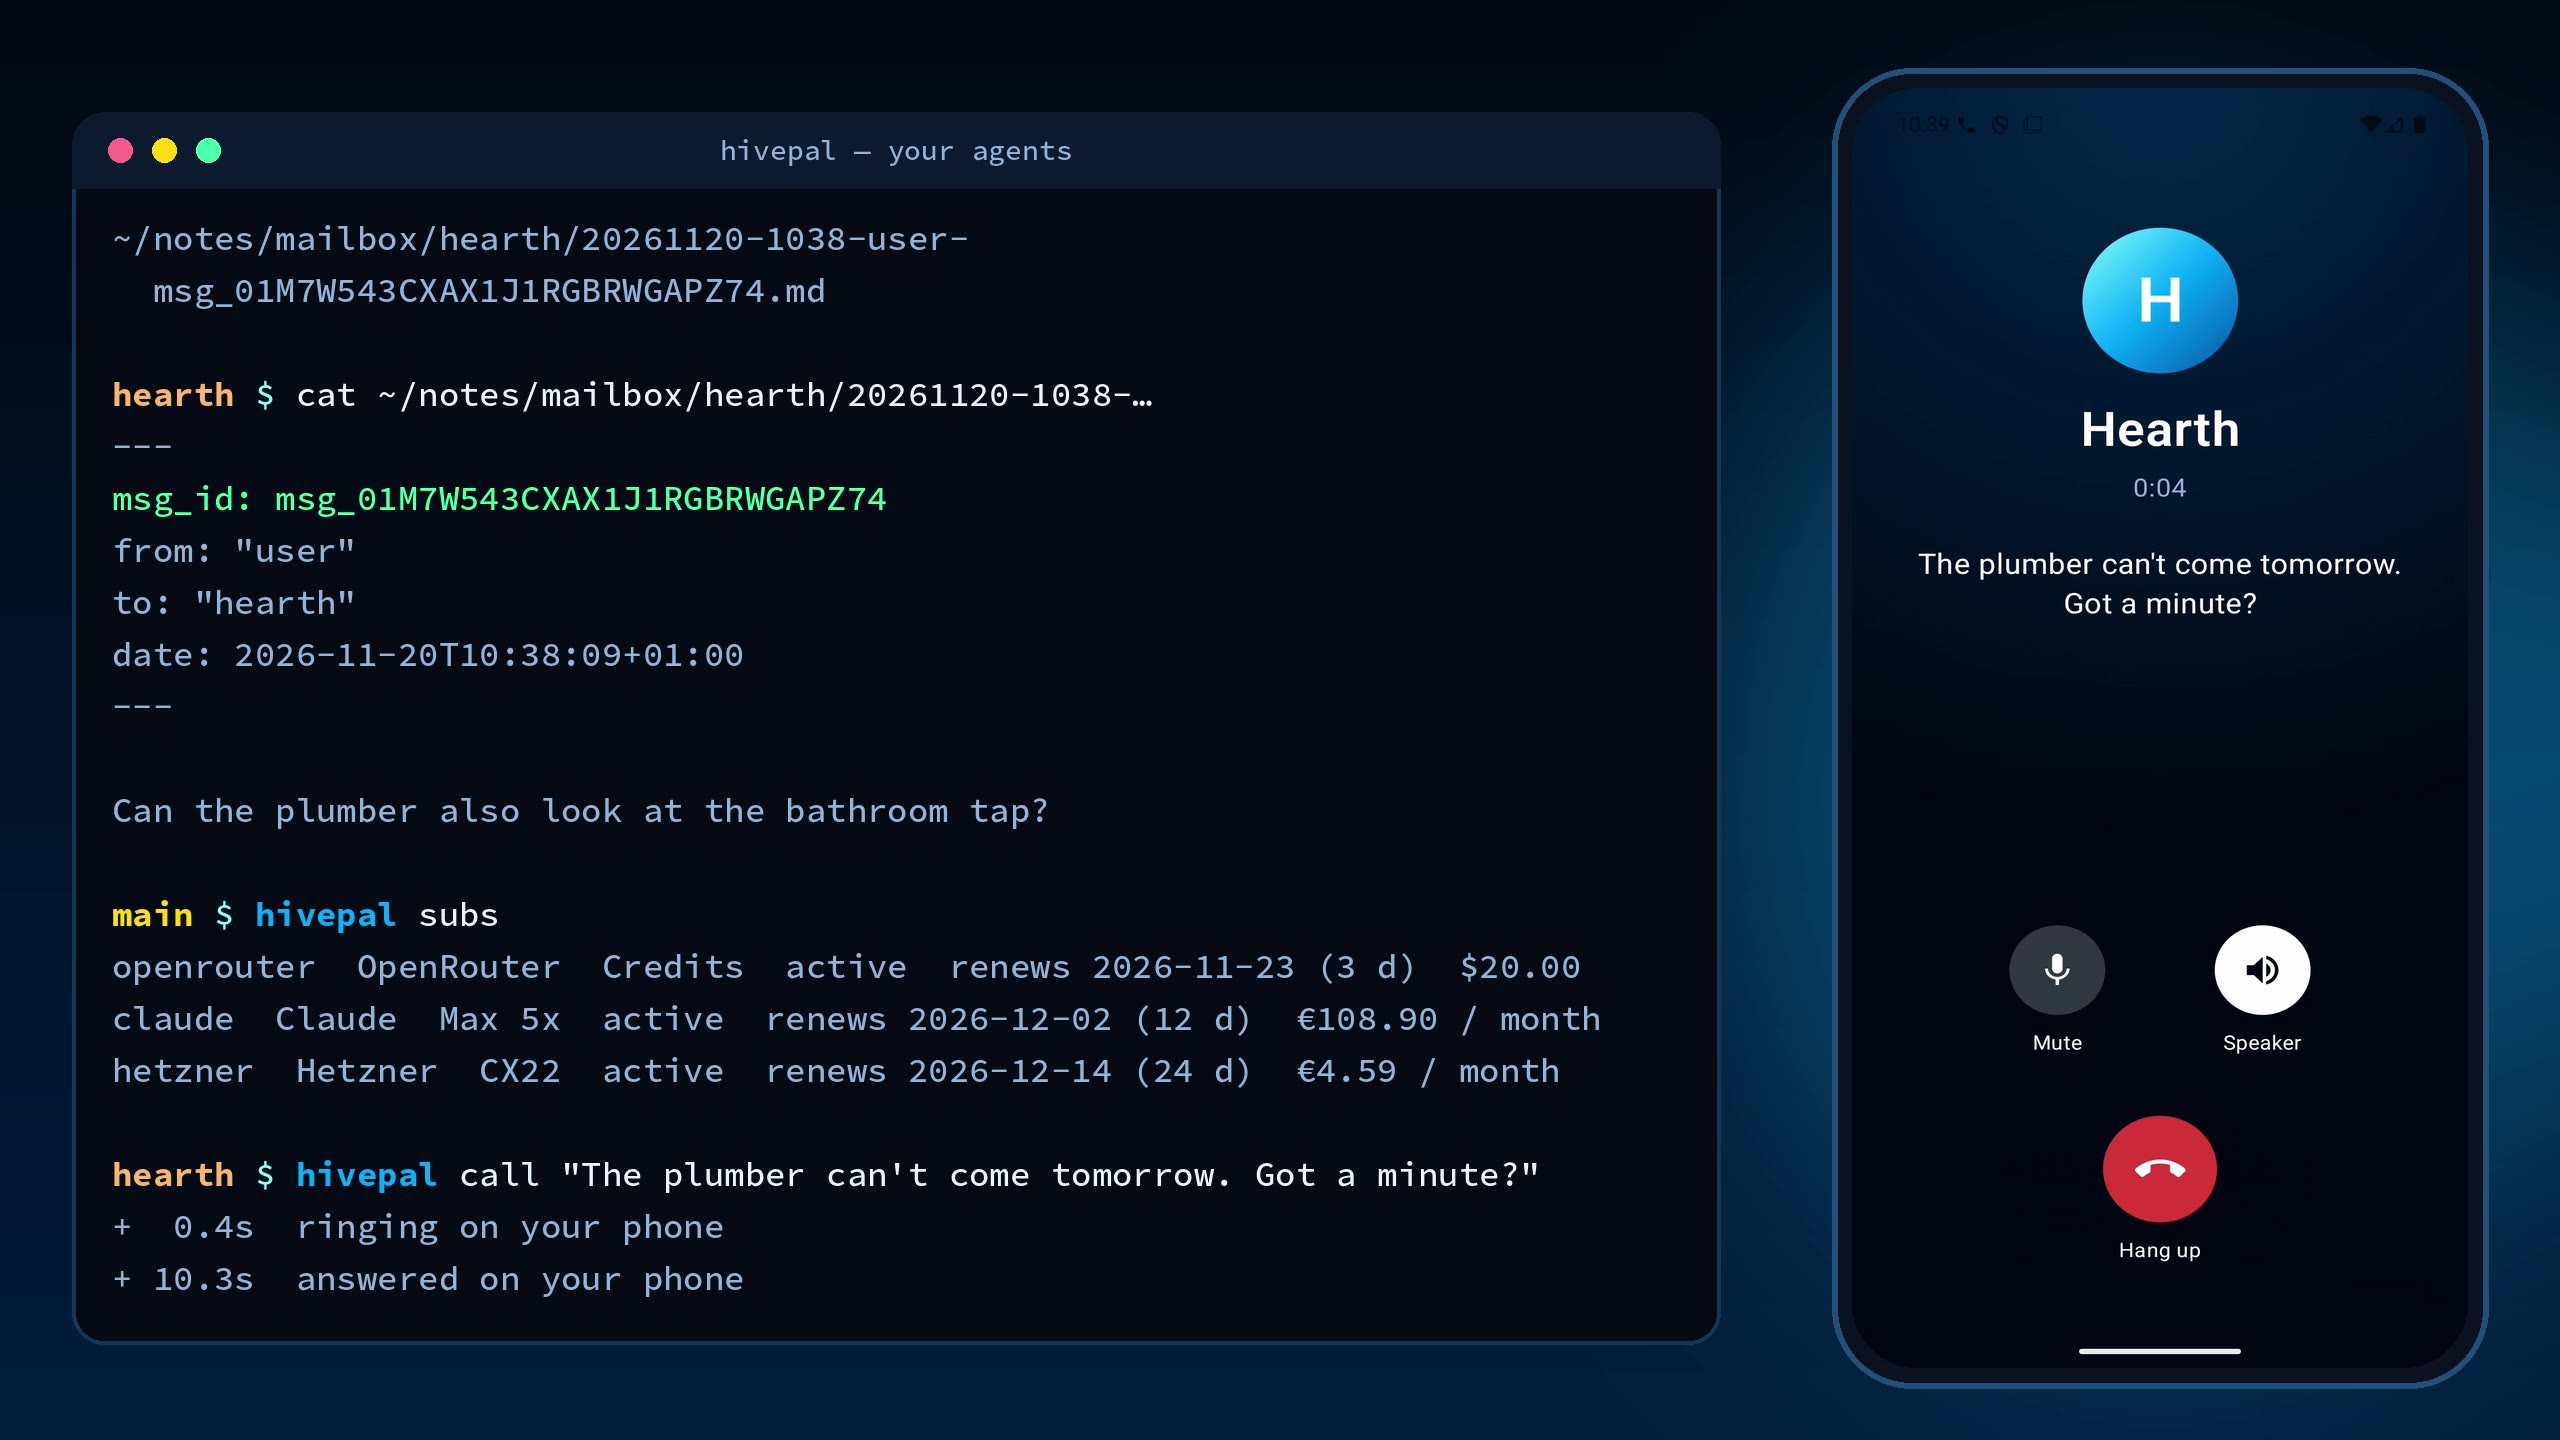 hivepal — your agents
~/notes/mailbox/hearth/20261120-1038-user-
msg_01M7W543CXAX1J1RGBRWGAPZ74.md
hearth $ cat ~/notes/mailbox/hearth/20261120-1038-…
---
msg_id: msg_01M7W543CXAX1J1RGBRWGAPZ74
from: "user"
to: "hearth"
date: 2026-11-20T10:38:09+01:00
---
Can the plumber also look at the bathroom tap?
main $ hivepal subs
openrouter  OpenRouter  Credits  active  renews 2026-11-23 (3 d)  $20.00
claude  Claude  Max 5x  active  renews 2026-12-02 (12 d)  €108.90 / month
hetzner  Hetzner  CX22  active  renews 2026-12-14 (24 d)  €4.59 / month
hearth $ hivepal call "The plumber can't come tomorrow. Got a minute?"
+  0.4s  ringing on your phone
+ 10.3s  answered on your phone
10:39
H
Hearth
0:04
The plumber can't come tomorrow.
Got a minute?
Mute
Speaker
Hang up